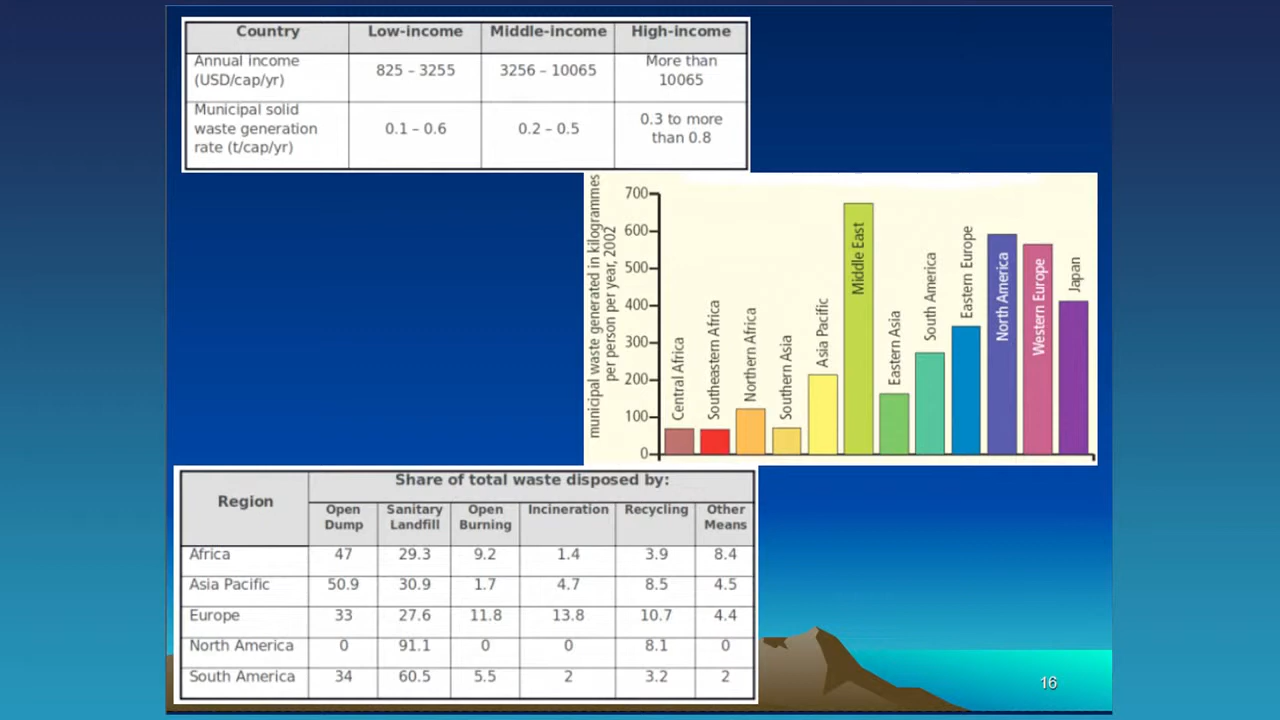 Country Low-income Middle-income High-income
Annual income
(USD/cap/yr)
825 – 3255
3256 – 10065
More than
10065
Municipal solid
waste generation
rate (t/cap/yr)
0.1 – 0.6
0.2 – 0.5
0.3 to more
than 0.8
municipal waste generated in kilogrammes
per person per year, 2002
700
600
500
400
300
200
100
0
Central Africa
Southeastern Africa
Northern Africa
Southern Asia
Asia Pacific
Middle East
Eastern Asia
South America
Eastern Europe
North America
Western Europe
Japan
Region
Share of total waste disposed by:
Open
Dump
Sanitary
Landfill
Open
Burning
Incineration
Recycling
Other
Means
Africa 47 29.3 9.2 1.4 3.9 8.4
Asia Pacific 50.9 30.9 1.7 4.7 8.5 4.5
Europe 33 27.6 11.8 13.8 10.7 4.4
North America 0 91.1 0 0 8.1 0
South America 34 60.5 5.5 2 3.2 2
16